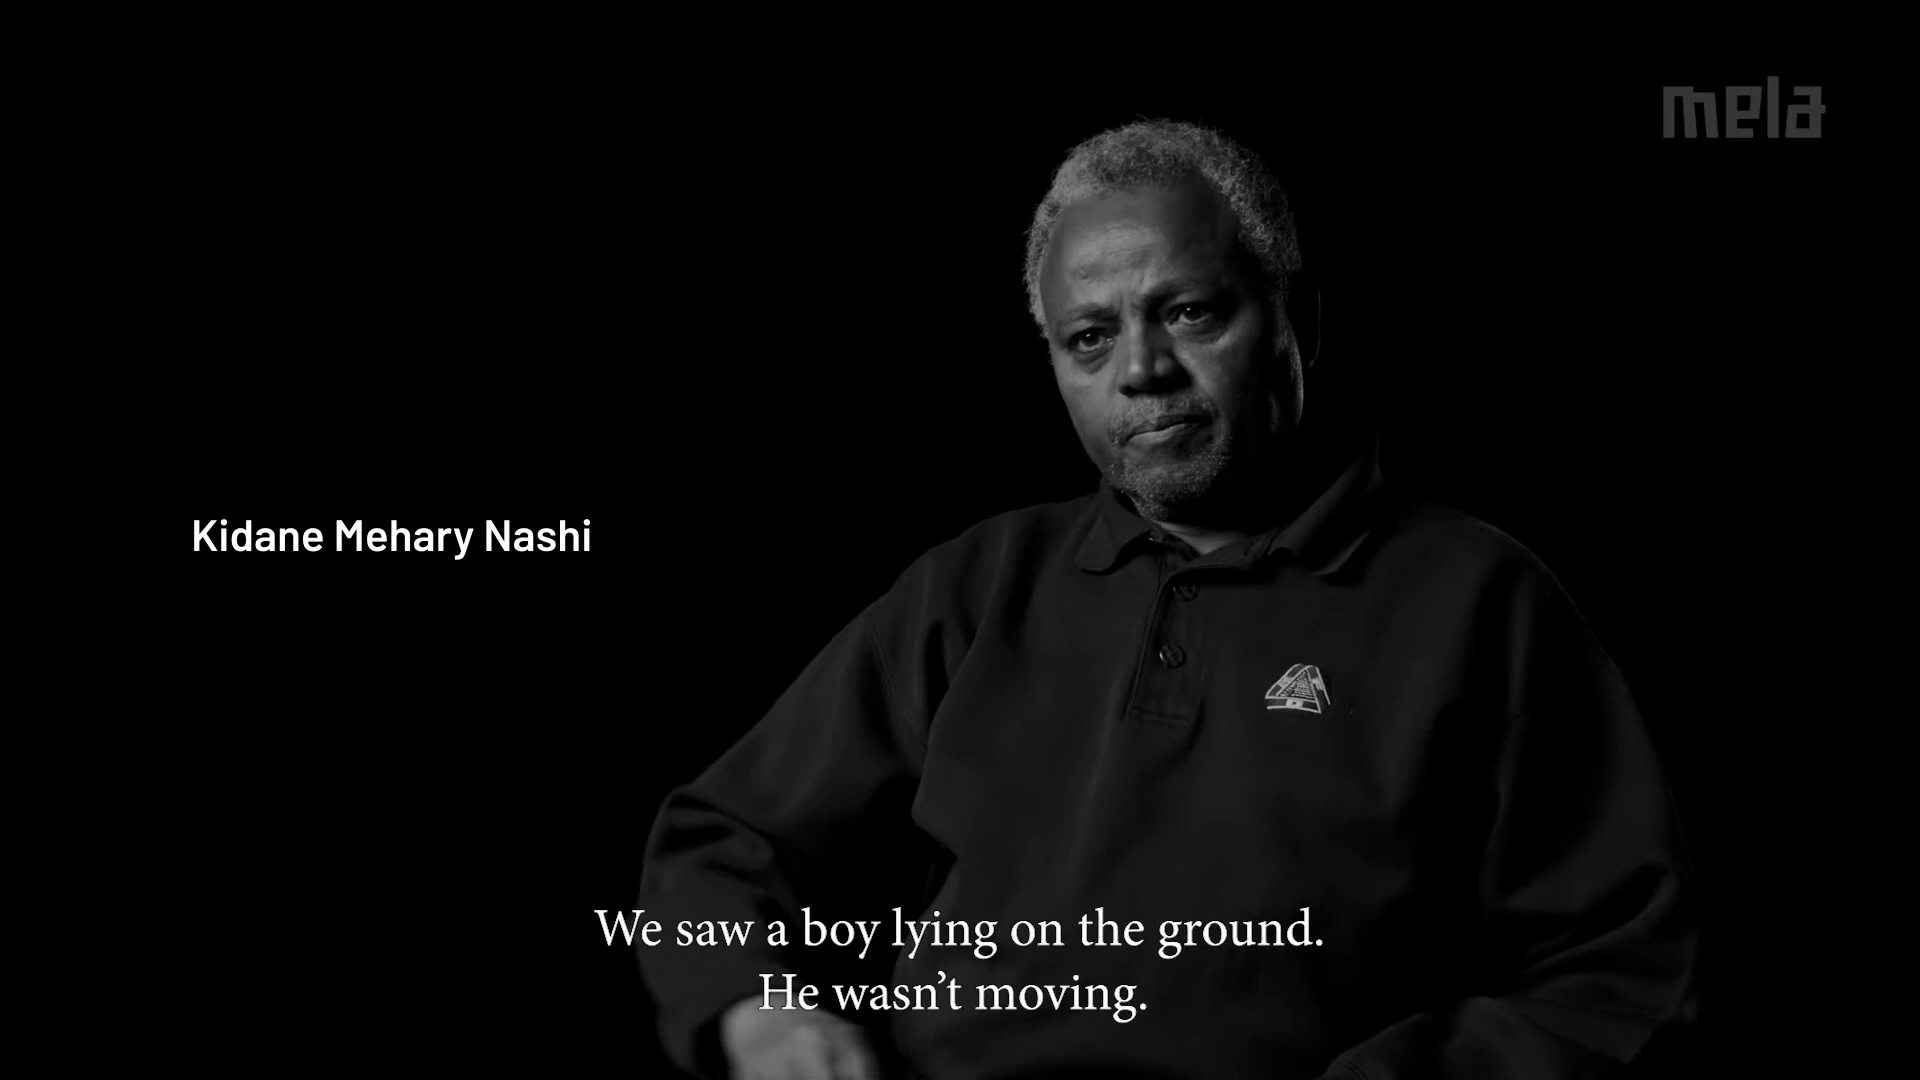 mela
Kidane Mehary Nashi
We saw a boy lying on the ground.
He wasn’t moving.